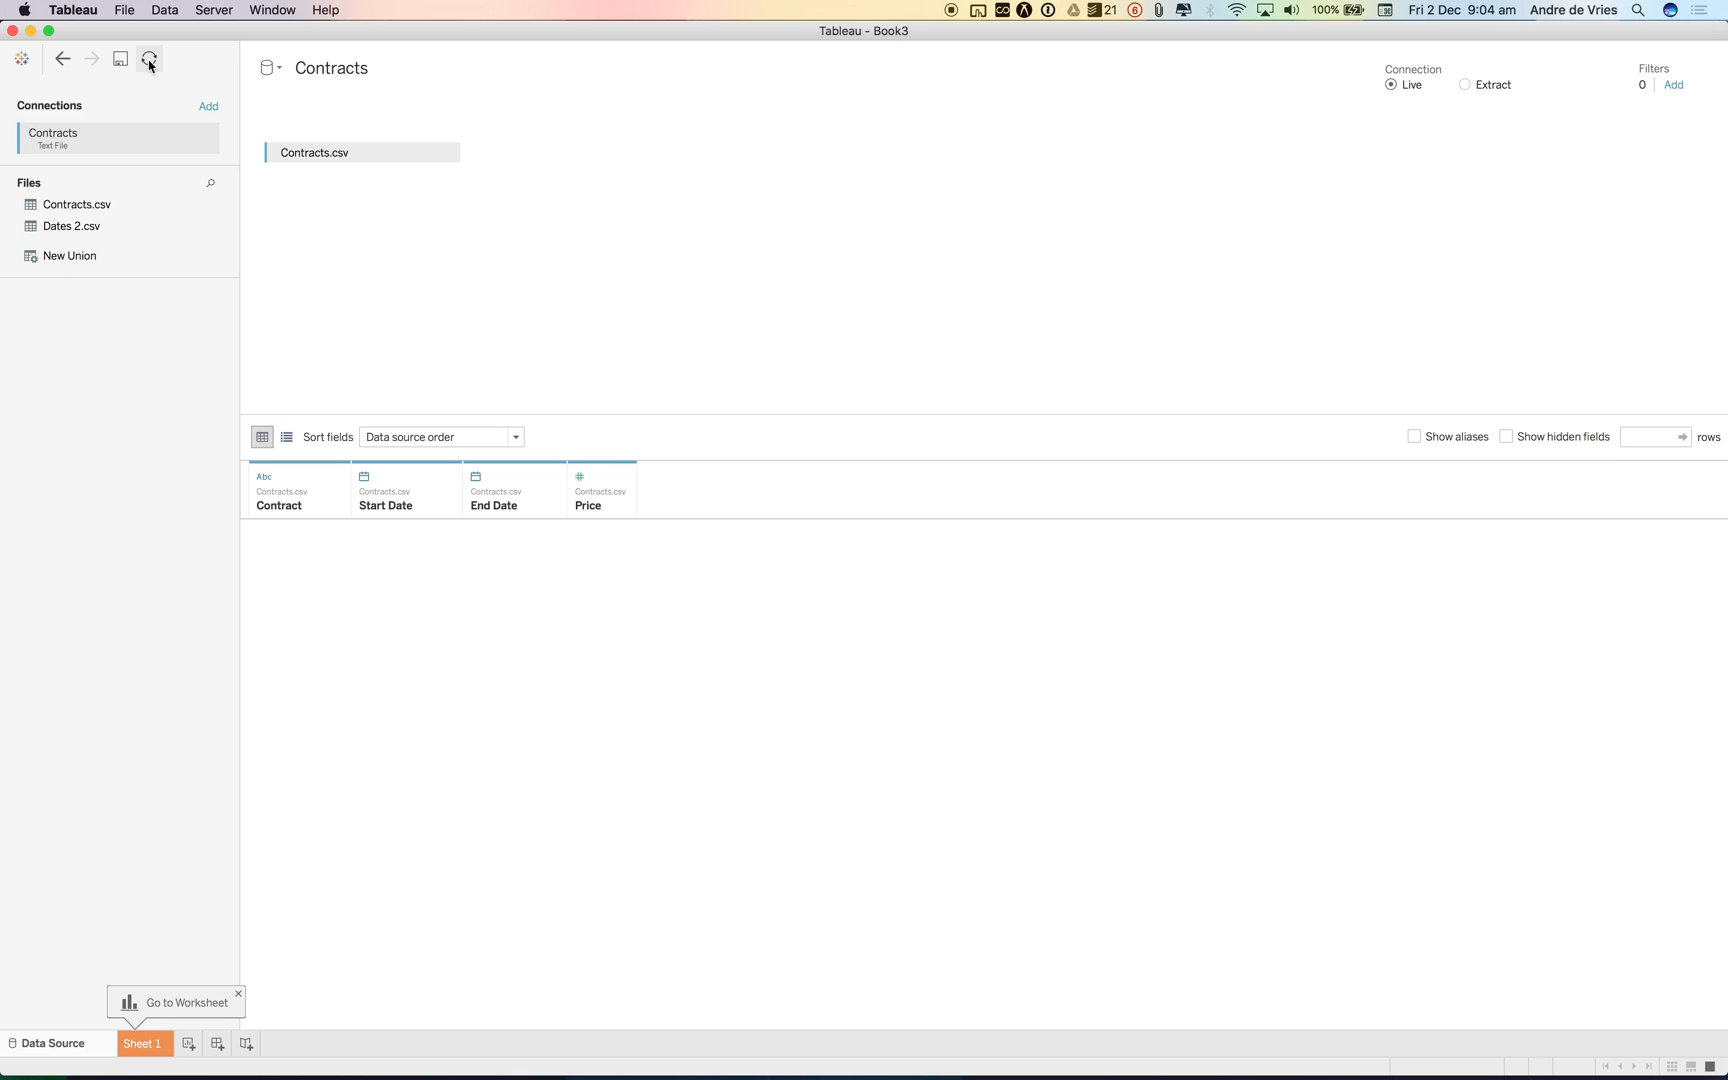 Tableau File Data Server Window Help 21 6 100% Fri 2 Dec 9:04 am Andre de Vries
Tableau - Book3
Contracts
Connection
Live Extract
Filters
0 Add
Connections Add
Contracts
Text File
Contracts.csv
Files
Contracts.csv
Dates 2.csv
New Union
Sort fields Data source order Show aliases Show hidden fields rows
Abc #
Contracts.csv Contracts.csv Contracts.csv Contracts.csv
Contract Start Date End Date Price
Go to Worksheet
Data Source Sheet 1